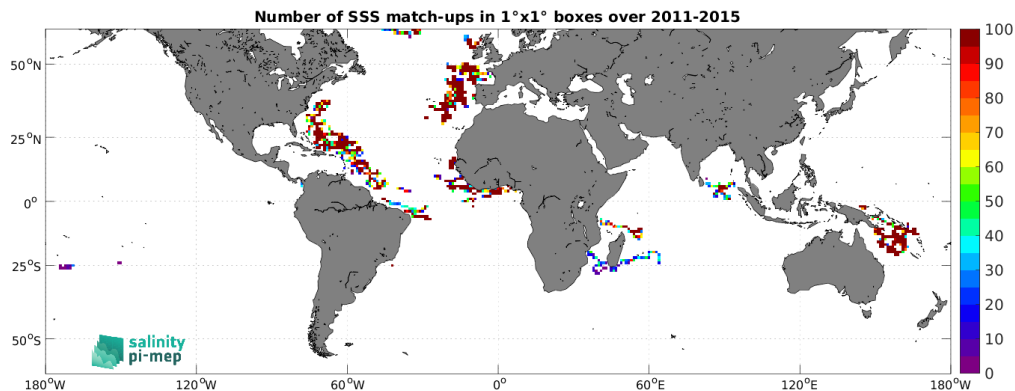 Number of SSS match-ups in 1°x1° boxes over 2011-2015
50°N
25°N
0°
25°S
50°S
180°W
120°W
60°W
0°
60°E
120°E
180°W
100
90
80
70
60
50
40
30
20
10
0
salinity
pi-mep